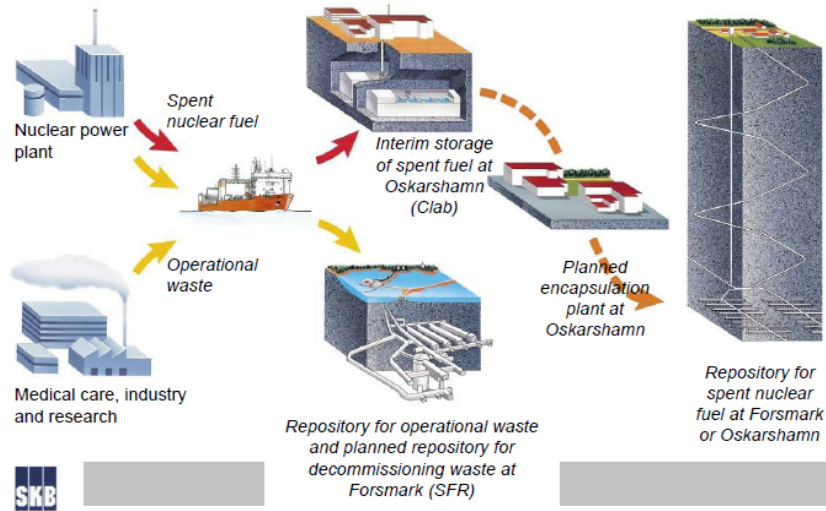 Nuclear power
plant
Spent
nuclear fuel
Operational
waste
Medical care, industry
and research
Interim storage
of spent fuel at
Oskarshamn
(Clab)
Planned
encapsulation
plant at
Oskarshamn
Repository for operational waste
and planned repository for
decommissioning waste at
Forsmark (SFR)
Repository for
spent nuclear
fuel at Forsmark
or Oskarshamn
SKB